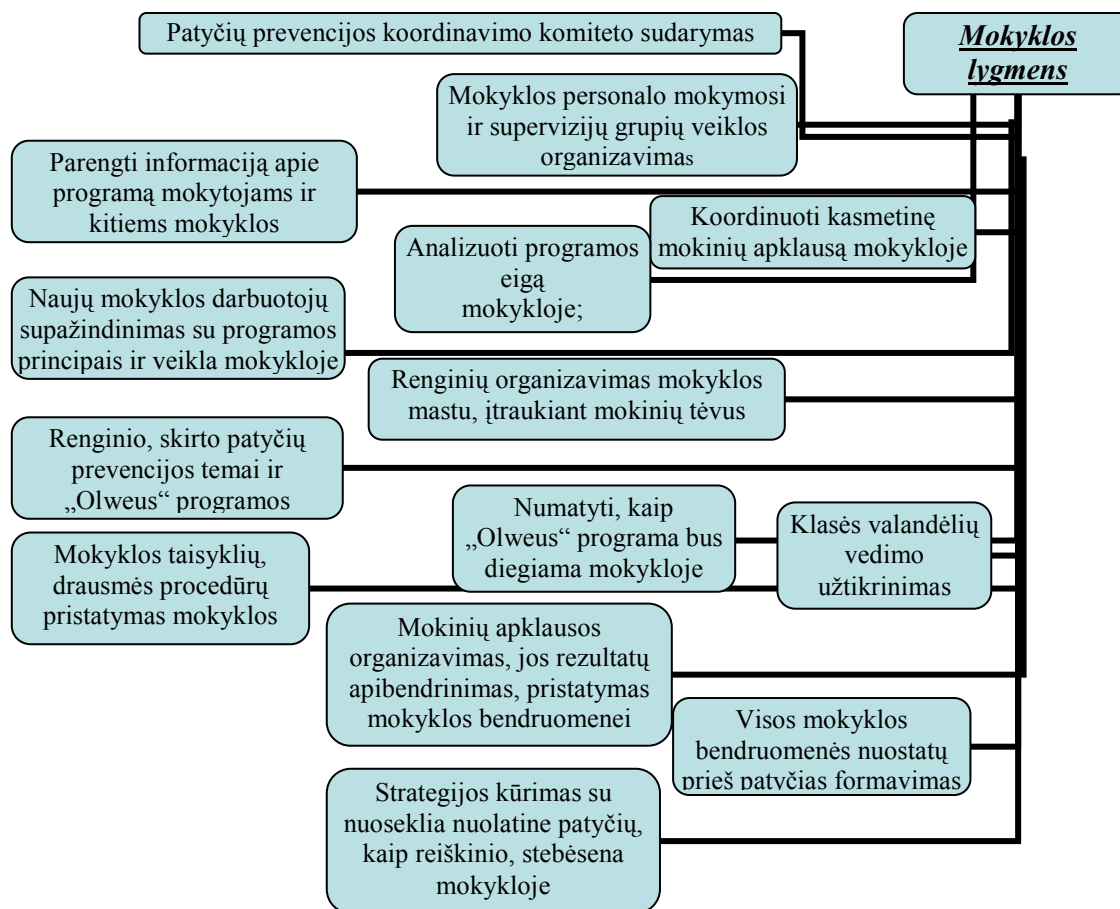 Patyčių prevencijos koordinavimo komiteto sudarymas
Mokyklos
lygmens
Mokyklos personalo mokymosi
ir supervizijų grupių veiklos
organizavimas
Parengti informaciją apie
programą mokytojams ir
kitiems mokyklos
Koordinuoti kasmetinę
mokinių apklausą mokykloje
Analizuoti programos
eigą
mokykloje;
Naujų mokyklos darbuotojų
supažindinimas su programos
principais ir veikla mokykloje
Renginių organizavimas mokyklos
mastu, įtraukiant mokinių tėvus
Renginio, skirto patyčių
prevencijos temai ir
„Olweus“ programos
Numatyti, kaip
„Olweus“ programa bus
diegiama mokykloje
Klasės valandėlių
vedimo
užtikrinimas
Mokyklos taisyklių,
drausmės procedūrų
pristatymas mokyklos
Mokinių apklausos
organizavimas, jos rezultatų
apibendrinimas, pristatymas
mokyklos bendruomenei
Visos mokyklos
bendruomenės nuostatų
prieš patyčias formavimas
Strategijos kūrimas su
nuoseklia nuolatine patyčių,
kaip reiškinio, stebėsena
mokykloje